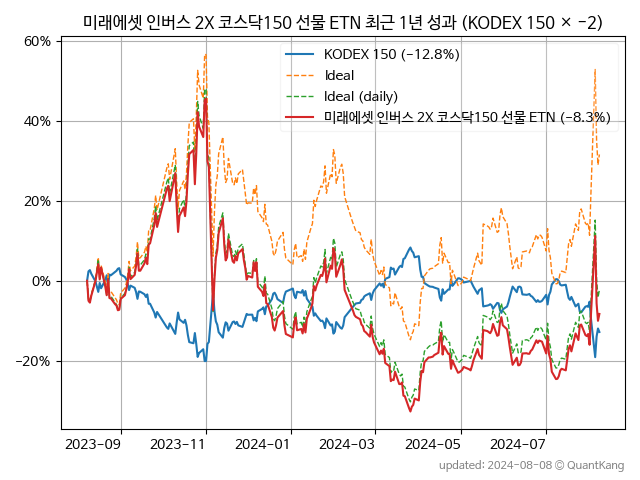 미래에셋 인버스 2X 코스닥150 선물 ETN 최근 1년 성과 (KODEX 150 × −2)
60%
40%
20%
0%
−20%
KODEX 150 (−12.8%)
Ideal
Ideal (daily)
미래에셋 인버스 2X 코스닥150 선물 ETN (−8.3%)
2023-09 2023-11 2024-01 2024-03 2024-05 2024-07
updated: 2024-08-08 © QuantKang